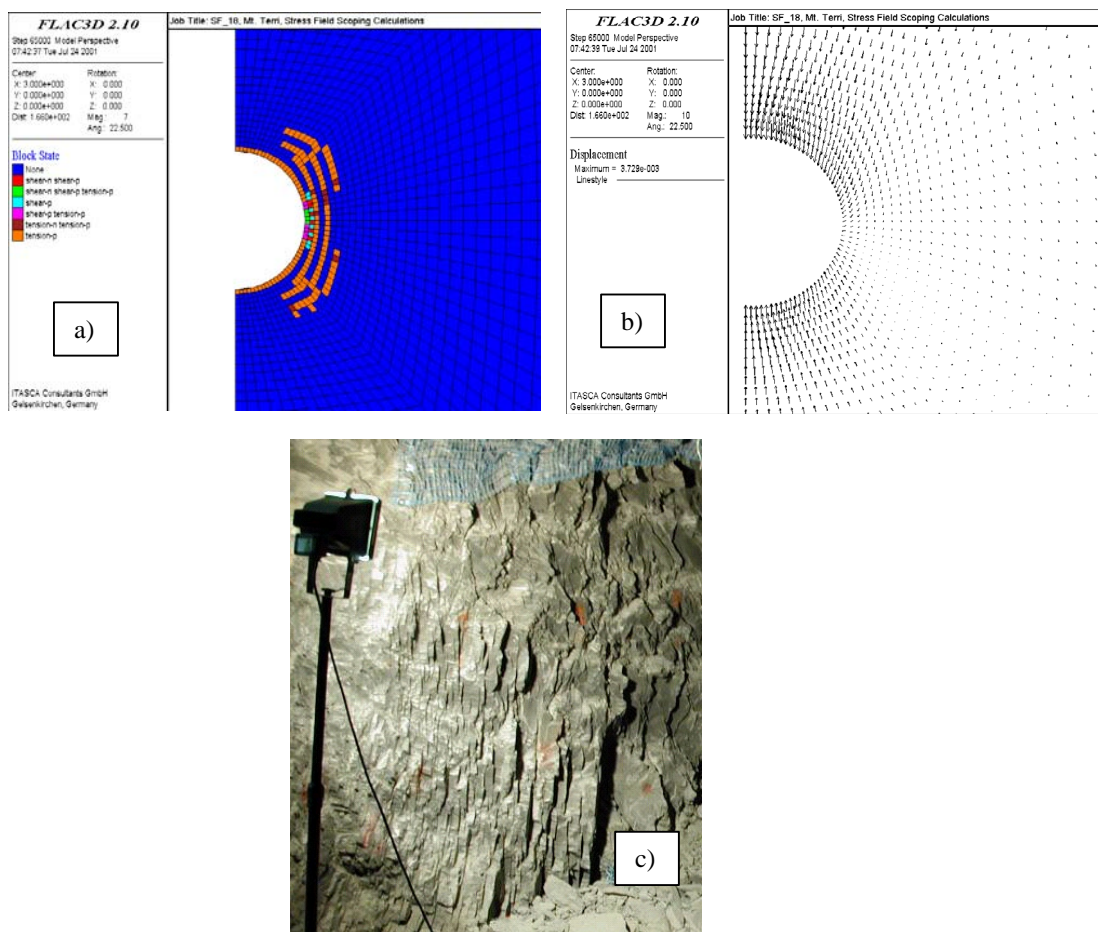 FLAC3D 2.10
Step 65000 Model Perspective
07:42:37 Tue Jul 24 2001
Center:
X: 3.000e+000
Y: 0.000e+000
Z: 0.000e+000
Dist: 1.660e+002
Rotation:
X: 0.000
Y: 0.000
Z: 0.000
Mag.: 7
Ang.: 22.500
Block State
None
shear-n shear-p
shear-n shear-p tension-p
shear-p
shear-p tension-p
tension-n tension-p
tension-p
a)
ITASCA Consultants GmbH
Gelsenkirchen, Germany
Job Title: SF_18, Mt. Terri, Stress Field Scoping Calculations
FLAC3D 2.10
Step 65000 Model Perspective
07:42:39 Tue Jul 24 2001
Center:
X: 3.000e+000
Y: 0.000e+000
Z: 0.000e+000
Dist: 1.660e+002
Rotation:
X: 0.000
Y: 0.000
Z: 0.000
Mag.: 10
Ang.: 22.500
Displacement
Maximum = 3.729e-003
Linestyle
b)
ITASCA Consultants GmbH
Gelsenkirchen, Germany
Job Title: SF_18, Mt. Terri, Stress Field Scoping Calculations
c)